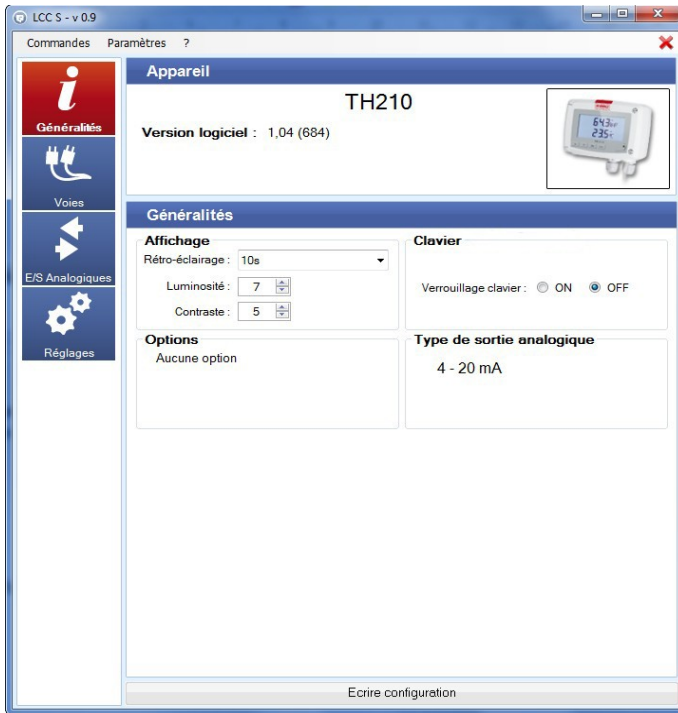 LCC S - v 0.9
Commandes Paramètres ?
Généralités
Voies
E/S Analogiques
Réglages
Appareil
TH210
Version logiciel : 1,04 (684)
Généralités
Affichage
Rétro-éclairage : 10s
Luminosité : 7
Contraste : 5
Clavier
Verrouillage clavier : ON OFF
Options
Aucune option
Type de sortie analogique
4 - 20 mA
Ecrire configuration